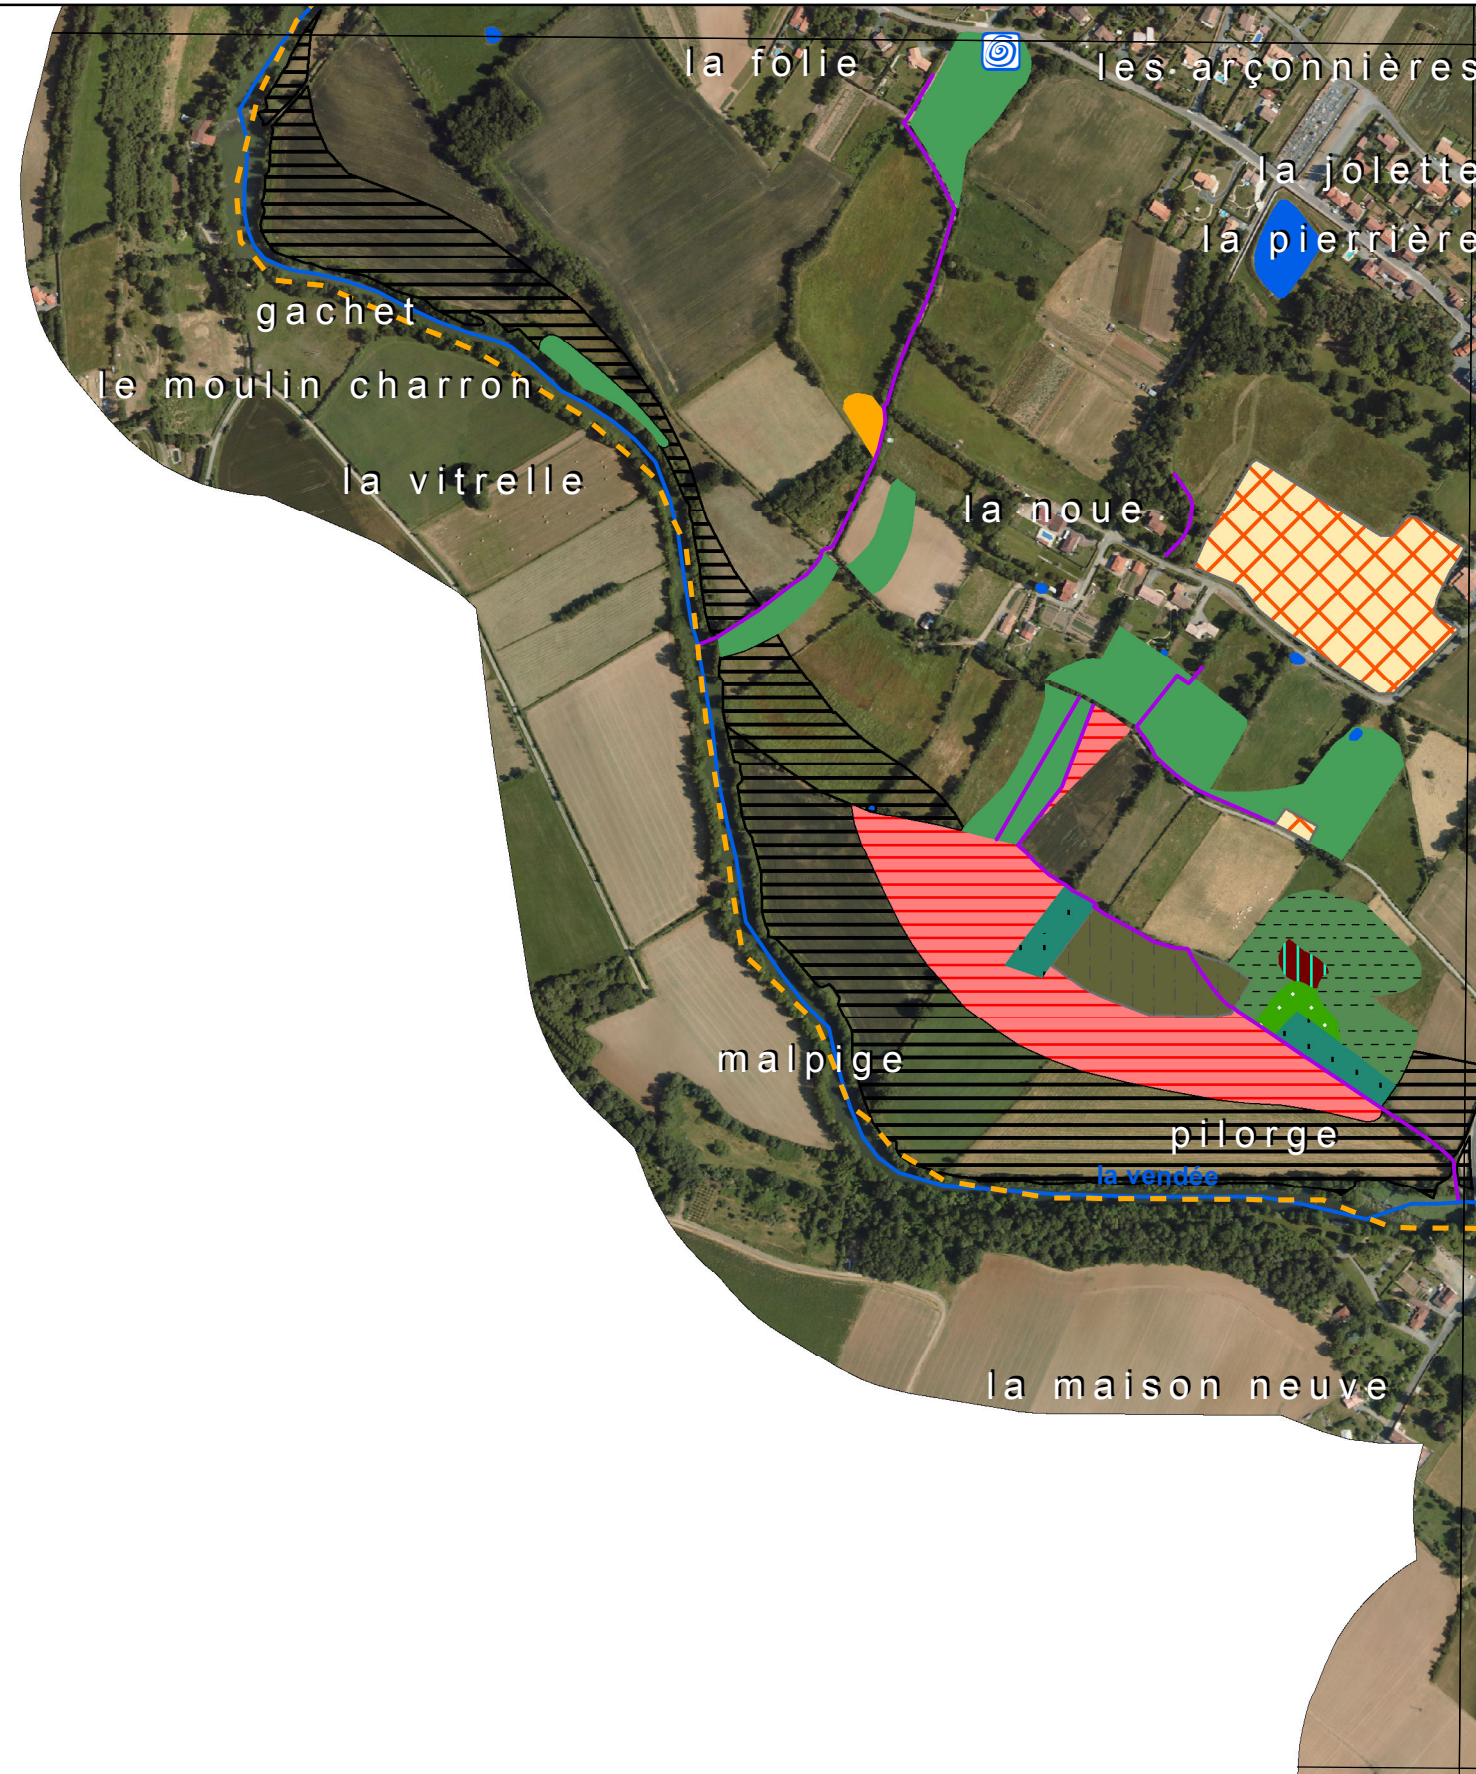 la folie
les arçonnières
la jolette
la pierrière
gachet
le moulin charron
la vitrelle
la noue
malpige
pilorge
la vendée
la maison neuve